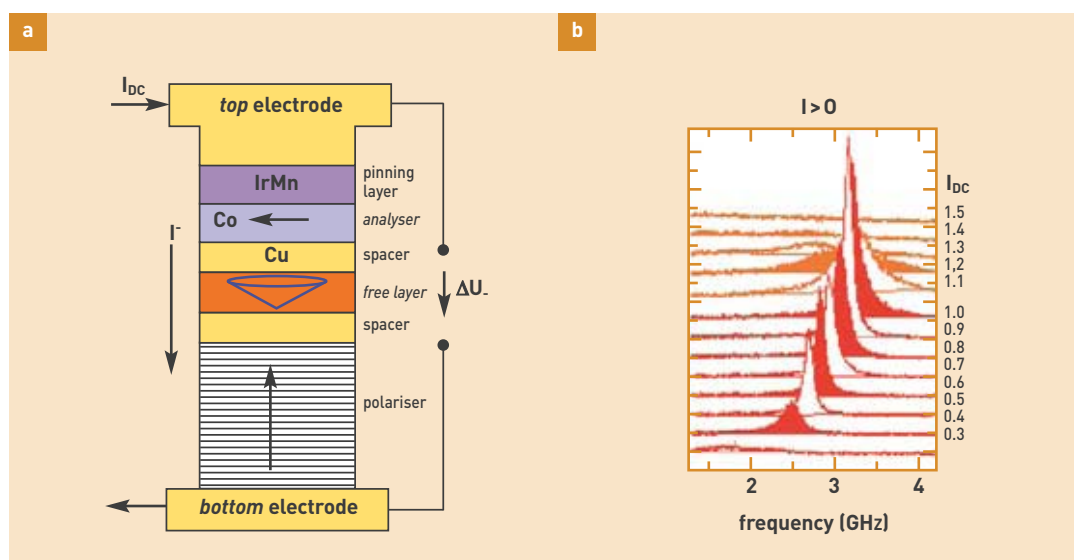 a
I_DC
top electrode
IrMn
pinning
layer
Co
analyser
I⁻
Cu
spacer
free layer
ΔU₋
spacer
polariser
bottom electrode
b
I > 0
I_DC
1.5
1.4
1.3
1,2
1.1
1.0
0.9
0.8
0.7
0.6
0.5
0.4
0.3
2 3 4
frequency (GHz)